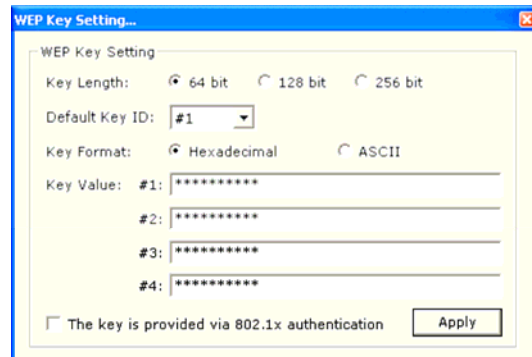 WEP Key Setting...
WEP Key Setting
Key Length: 64 bit 128 bit 256 bit
Default Key ID: #1
Key Format: Hexadecimal ASCII
Key Value: #1: **********
#2: **********
#3: **********
#4: **********
The key is provided via 802.1x authentication Apply